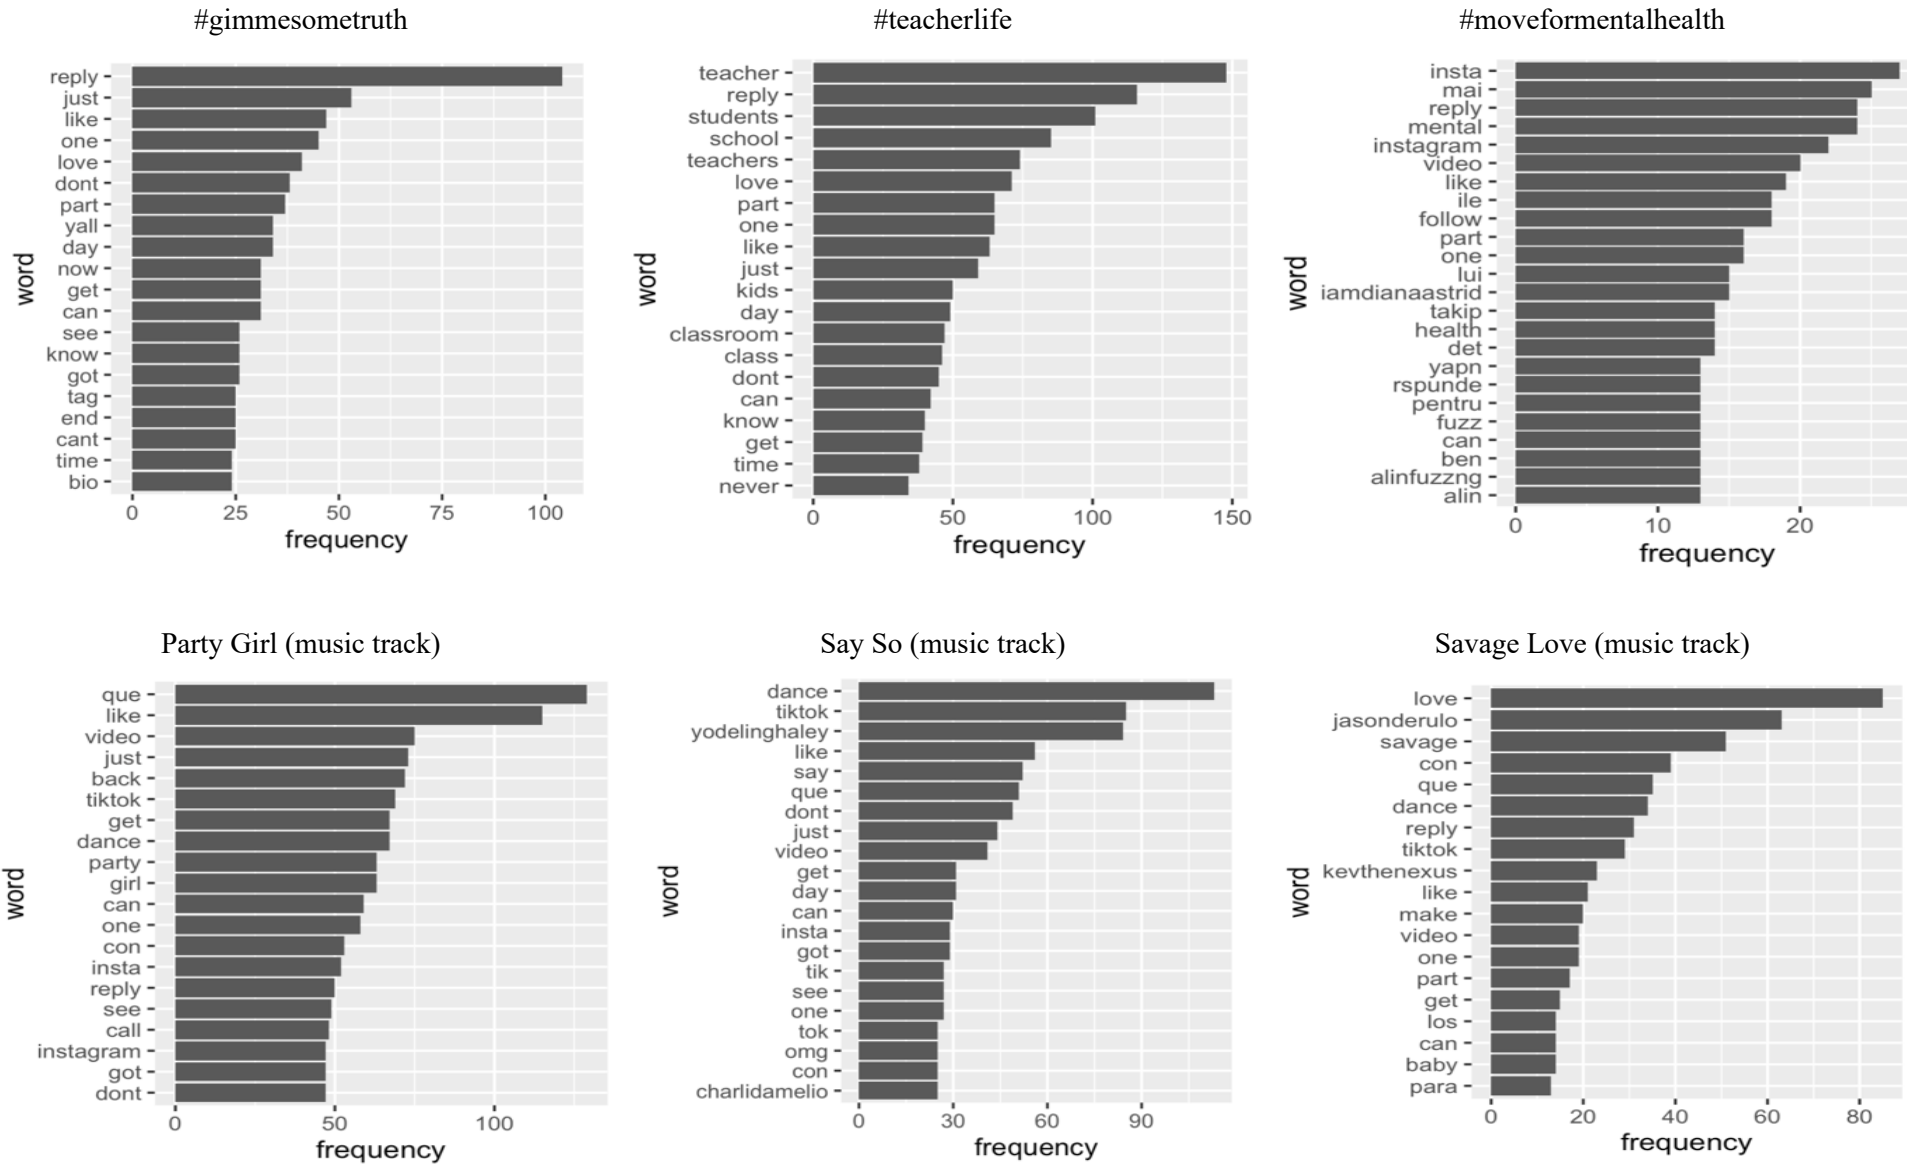 #gimmesometruth
reply
just
like
one
love
dont
part
yall
day
now
get
can
see
know
got
tag
end
cant
time
bio
word
0 25 50 75 100
frequency
#teacherlife
teacher
reply
students
school
teachers
love
part
one
like
just
kids
day
classroom
class
dont
can
know
get
time
never
word
0 50 100 150
frequency
#moveformentalhealth
insta
mai
reply
mental
instagram
video
like
ile
follow
part
one
lui
iamdianaastrid
takip
health
det
yapn
rspunde
pentru
fuzz
can
ben
alinfuzzng
alin
word
0 10 20
frequency
Party Girl (music track)
que
like
video
just
back
tiktok
get
dance
party
girl
can
one
con
insta
reply
see
call
instagram
got
dont
word
0 50 100
frequency
Say So (music track)
dance
tiktok
yodelinghaley
like
say
que
dont
just
video
get
day
can
insta
got
tik
see
one
tok
omg
con
charlidamelio
word
0 30 60 90
frequency
Savage Love (music track)
love
jasonderulo
savage
con
que
dance
reply
tiktok
kevthenexus
like
make
video
one
part
get
los
can
baby
para
word
0 20 40 60 80
frequency